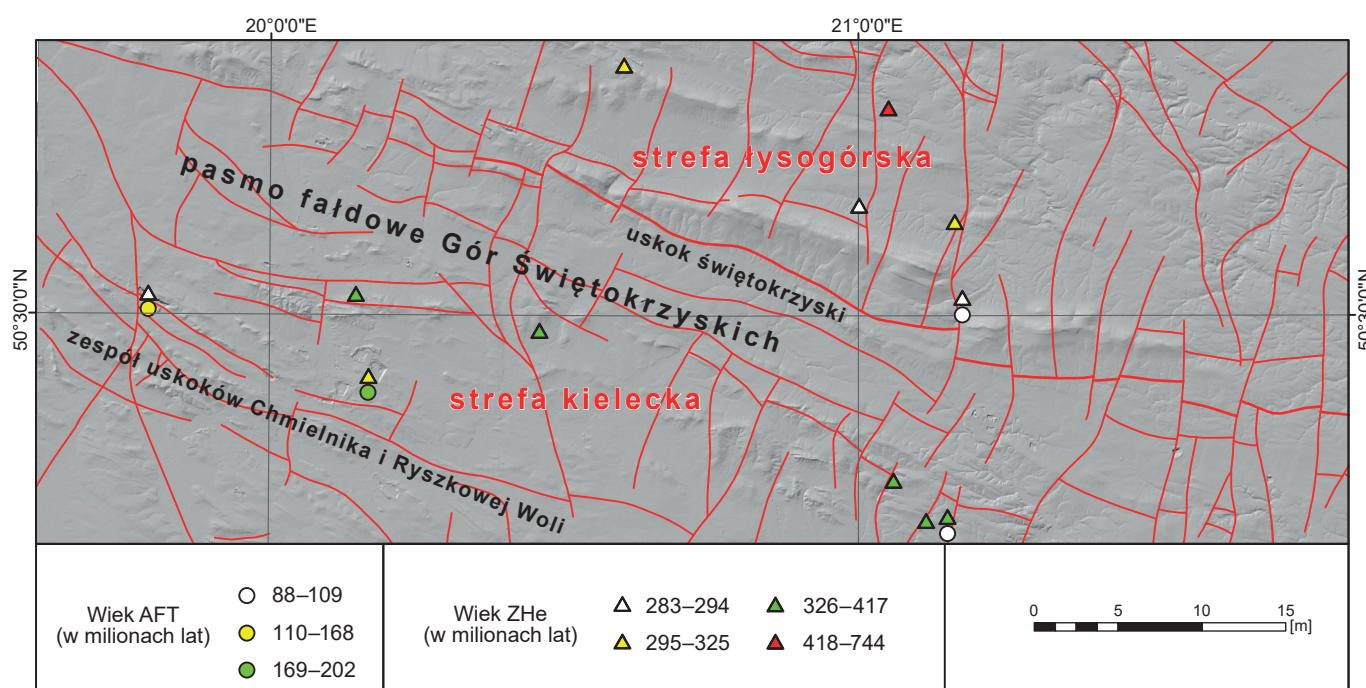 20°0'0"E
21°0'0"E
strefa łysogórska
pasmo fałdowe Gór Świętokrzyskich
uskok świętokrzyski
50°30'0"N
50°30'0"N
zespół uskoków Chmielnika i Ryszkowej Woli
strefa kielecka
Wiek AFT
(w milionach lat)
88–109
110–168
169–202
Wiek ZHe
(w milionach lat)
283–294
295–325
326–417
418–744
0 5 10 15
[m]